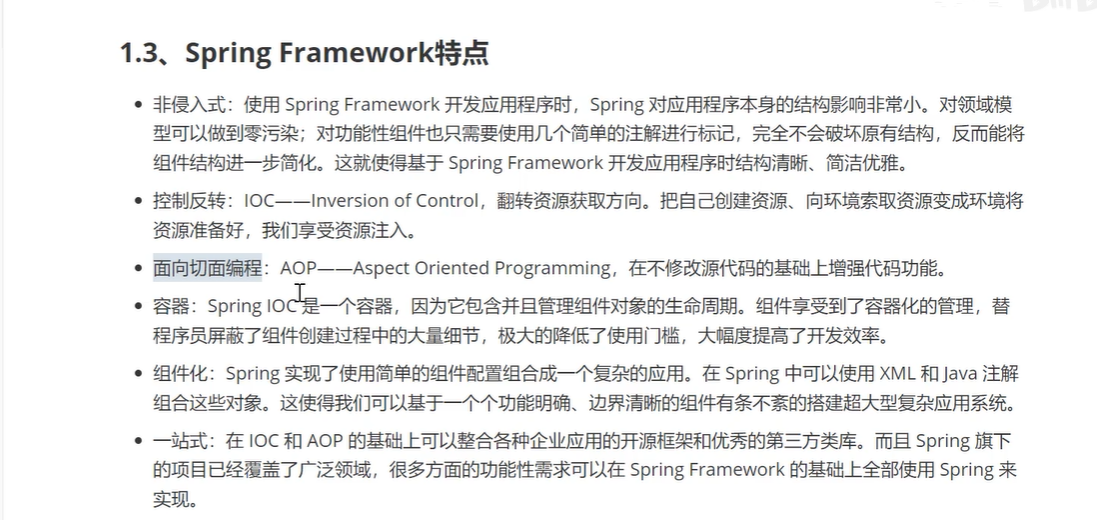 1.3、Spring Framework特点
非侵入式：使用 Spring Framework 开发应用程序时，Spring 对应用程序本身的结构影响非常小。对领域模
型可以做到零污染；对功能性组件也只需要使用几个简单的注解进行标记，完全不会破坏原有结构，反而能将
组件结构进一步简化。这就使得基于 Spring Framework 开发应用程序时结构清晰、简洁优雅。
控制反转：IOC——Inversion of Control，翻转资源获取方向。把自己创建资源、向环境索取资源变成环境将
资源准备好，我们享受资源注入。
面向切面编程：AOP——Aspect Oriented Programming，在不修改源代码的基础上增强代码功能。
容器：Spring IOC 是一个容器，因为它包含并且管理组件对象的生命周期。组件享受到了容器化的管理，替
程序员屏蔽了组件创建过程中的大量细节，极大的降低了使用门槛，大幅度提高了开发效率。
组件化：Spring 实现了使用简单的组件配置组合成一个复杂的应用。在 Spring 中可以使用 XML 和 Java 注解
组合这些对象。这使得我们可以基于一个个功能明确、边界清晰的组件有条不紊的搭建超大型复杂应用系统。
一站式：在 IOC 和 AOP 的基础上可以整合各种企业应用的开源框架和优秀的第三方类库。而且 Spring 旗下
的项目已经覆盖了广泛领域，很多方面的功能性需求可以在 Spring Framework 的基础上全部使用 Spring 来
实现。